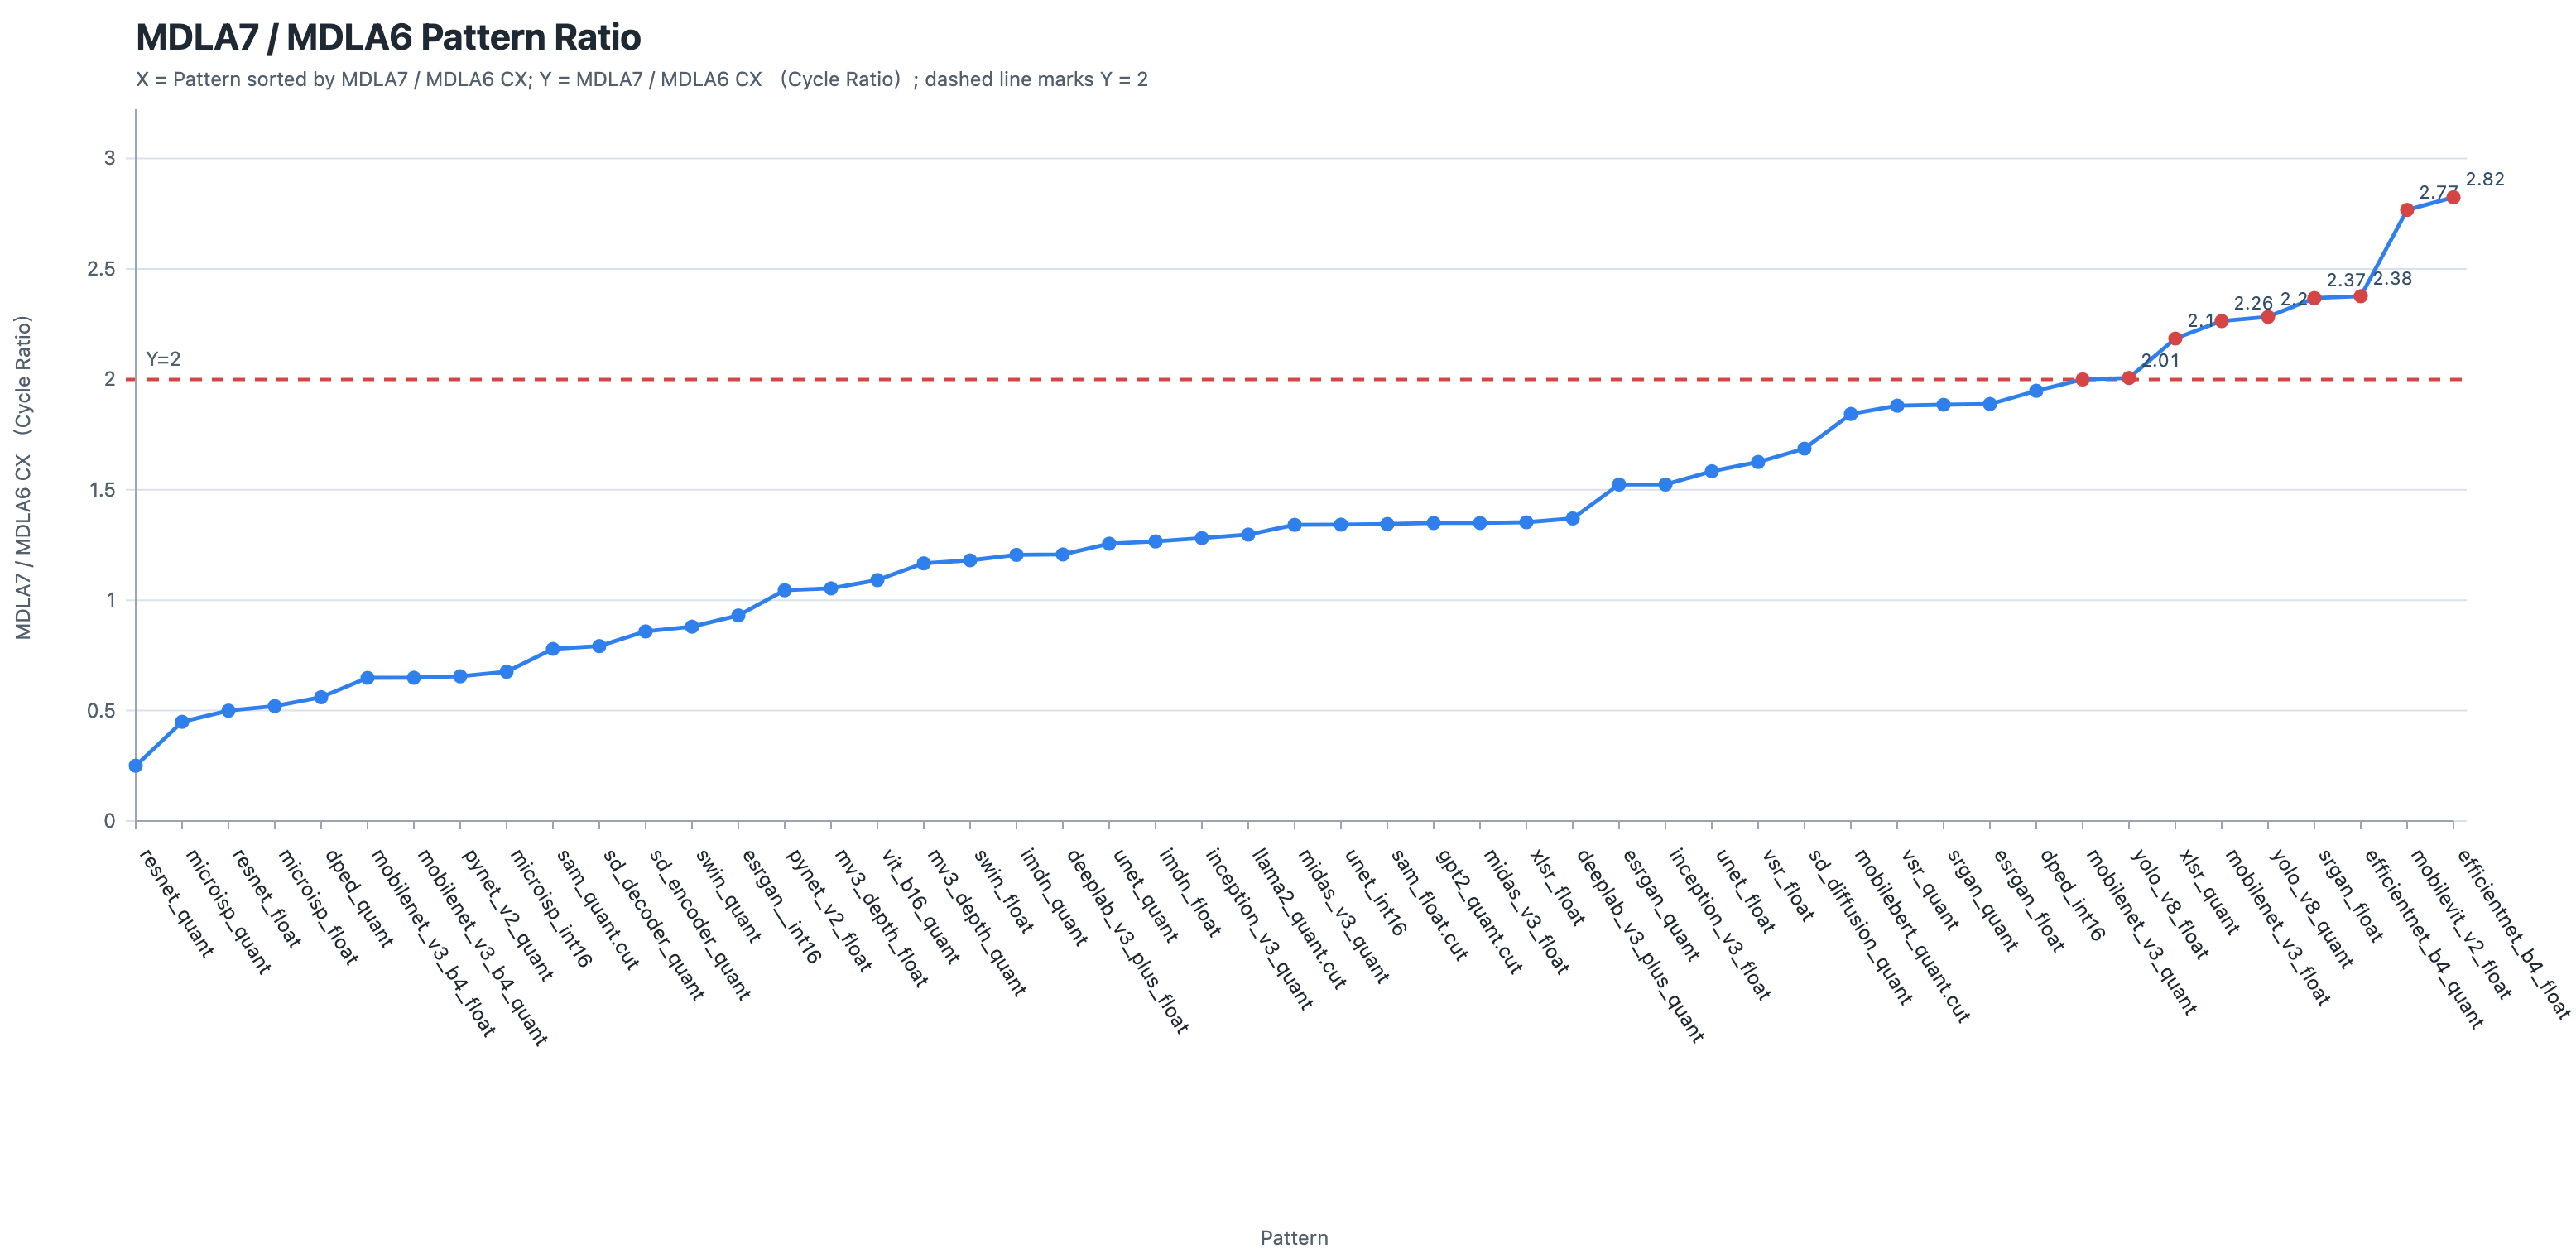 MDLA7 / MDLA6 Pattern Ratio
X = Pattern sorted by MDLA7 / MDLA6 CX; Y = MDLA7 / MDLA6 CX （Cycle Ratio）; dashed line marks Y = 2
MDLA7 / MDLA6 CX （Cycle Ratio）
3
2.5
2
1.5
1
0.5
0
Y=2
2.01
2.26
2.37
2.38
2.77
2.82
resnet_quant
microisp_quant
resnet_float
microisp_float
dped_quant
mobilenet_v3_b4_float
mobilenet_v3_b4_quant
pynet_v2_quant
microisp_int16
sam_quant.cut
sd_decoder_quant
sd_encoder_quant
swin_quant
esrgan__int16
pynet_v2_float
mv3_depth_float
vit_b16_quant
mv3_depth_quant
swin_float
imdn_quant
deeplab_v3_plus_float
unet_quant
imdn_float
inception_v3_quant
llama2_quant.cut
midas_v3_quant
unet_int16
sam_float.cut
gpt2_quant.cut
midas_v3_float
xlsr_float
deeplab_v3_plus_quant
esrgan_quant
inception_v3_float
unet_float
vsr_float
sd_diffusion_quant
mobilebert_quant.cut
vsr_quant
srgan_quant
esrgan_float
dped_int16
mobilenet_v3_quant
yolo_v8_float
xlsr_quant
mobilenet_v3_float
yolo_v8_quant
srgan_float
efficientnet_b4_quant
mobilevit_v2_float
efficientnet_b4_float
Pattern